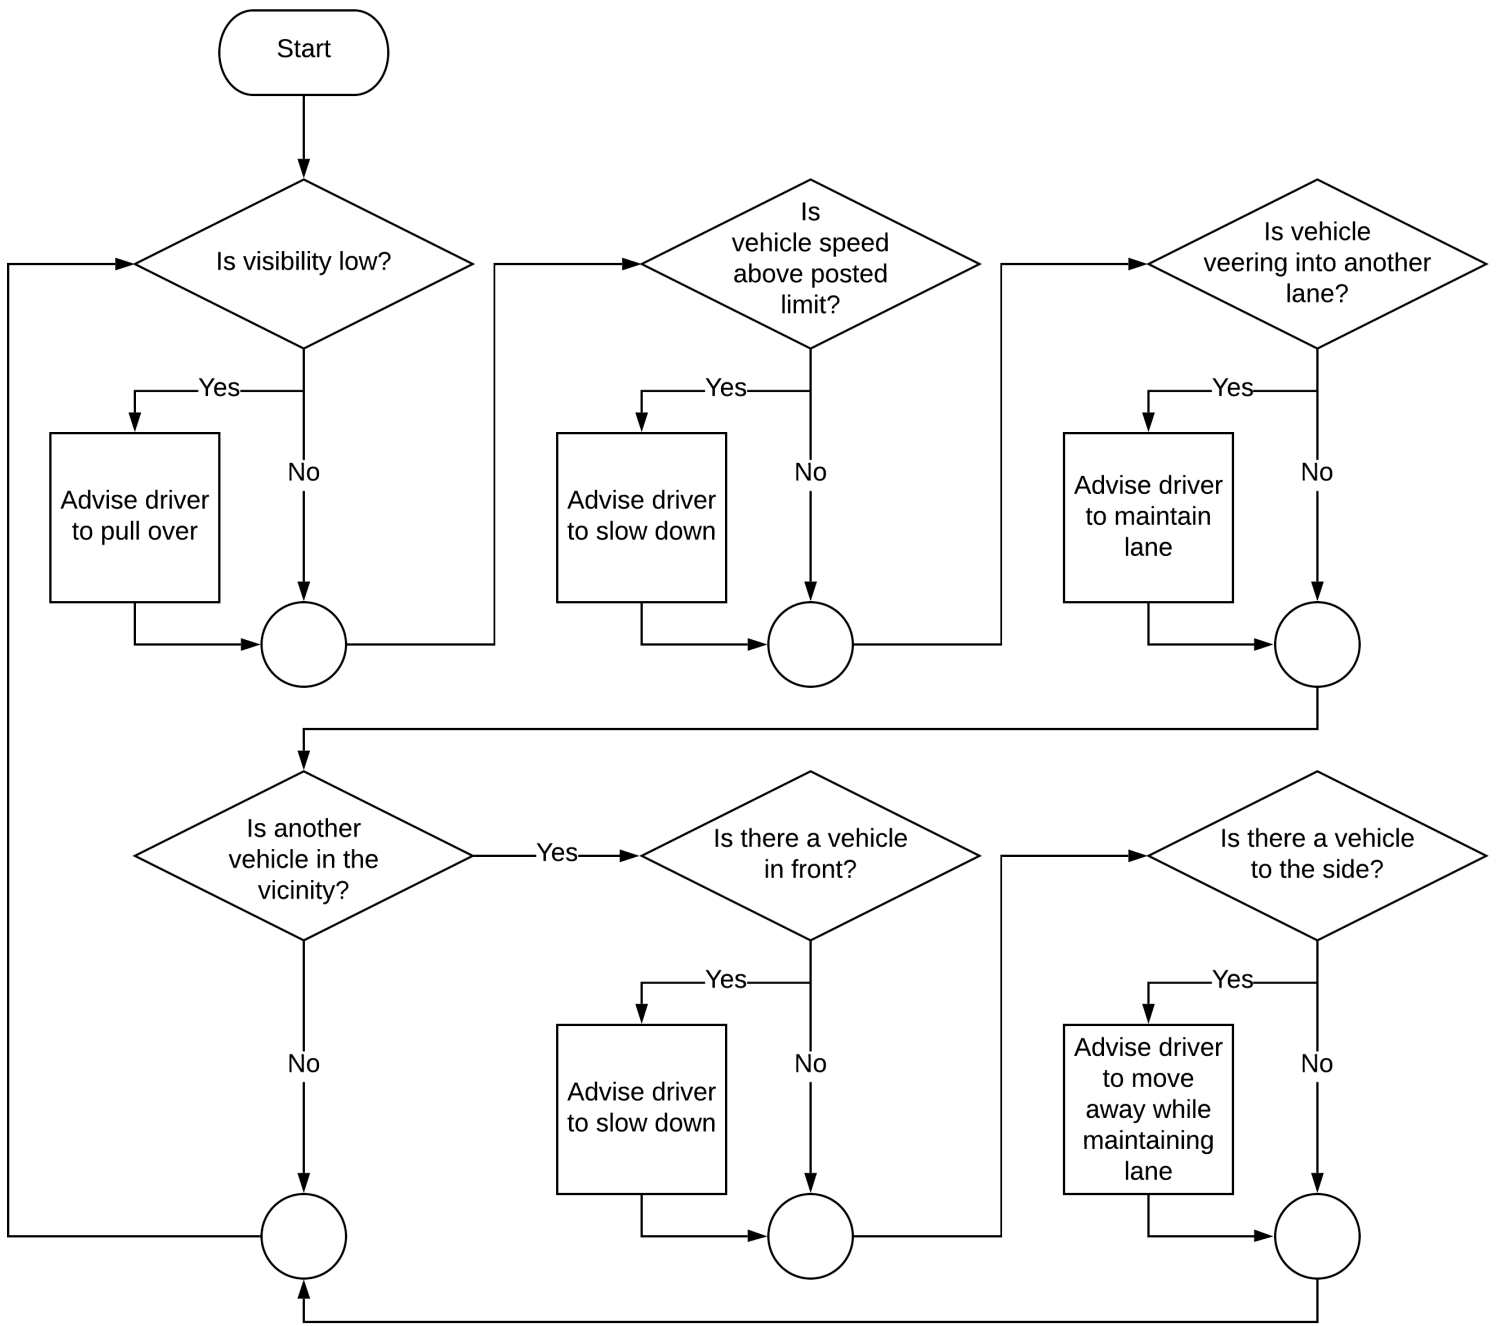 Start
Is visibility low?
Is
vehicle speed
above posted
limit?
Is vehicle
veering into another
lane?
Yes
Advise driver
to pull over
No
Yes
Advise driver
to slow down
No
Yes
Advise driver
to maintain
lane
No
Is another
vehicle in the
vicinity?
Yes
Is there a vehicle
in front?
Is there a vehicle
to the side?
No
Yes
Advise driver
to slow down
No
Yes
Advise driver
to move
away while
maintaining
lane
No